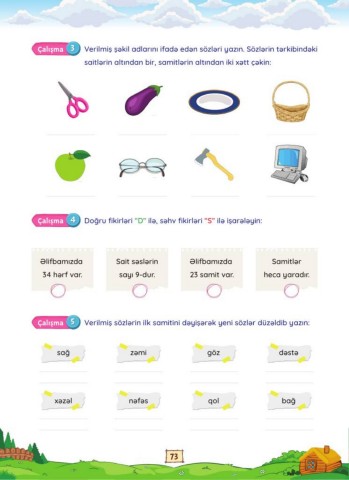 Çalışma 3 Verilmiş şəkil adlarını ifadə edən sözləri yazın. Sözlərin tərkibindəki
saitlərin altından bir, samitlərin altından iki xətt çəkin:
Çalışma 4 Doğru fikirləri "D" ilə, səhv fikirləri "S" ilə işarələyin:
Əlifbamızda
34 hərf var.
Sait səslərin
sayı 9-dur.
Əlifbamızda
23 samit var.
Samitlər
heca yaradır.
Çalışma 5 Verilmiş sözlərin ilk samitini dəyişərək yeni sözlər düzəldib yazın:
sağ zəmi göz dəstə
xəzəl nəfəs qol bağ
73